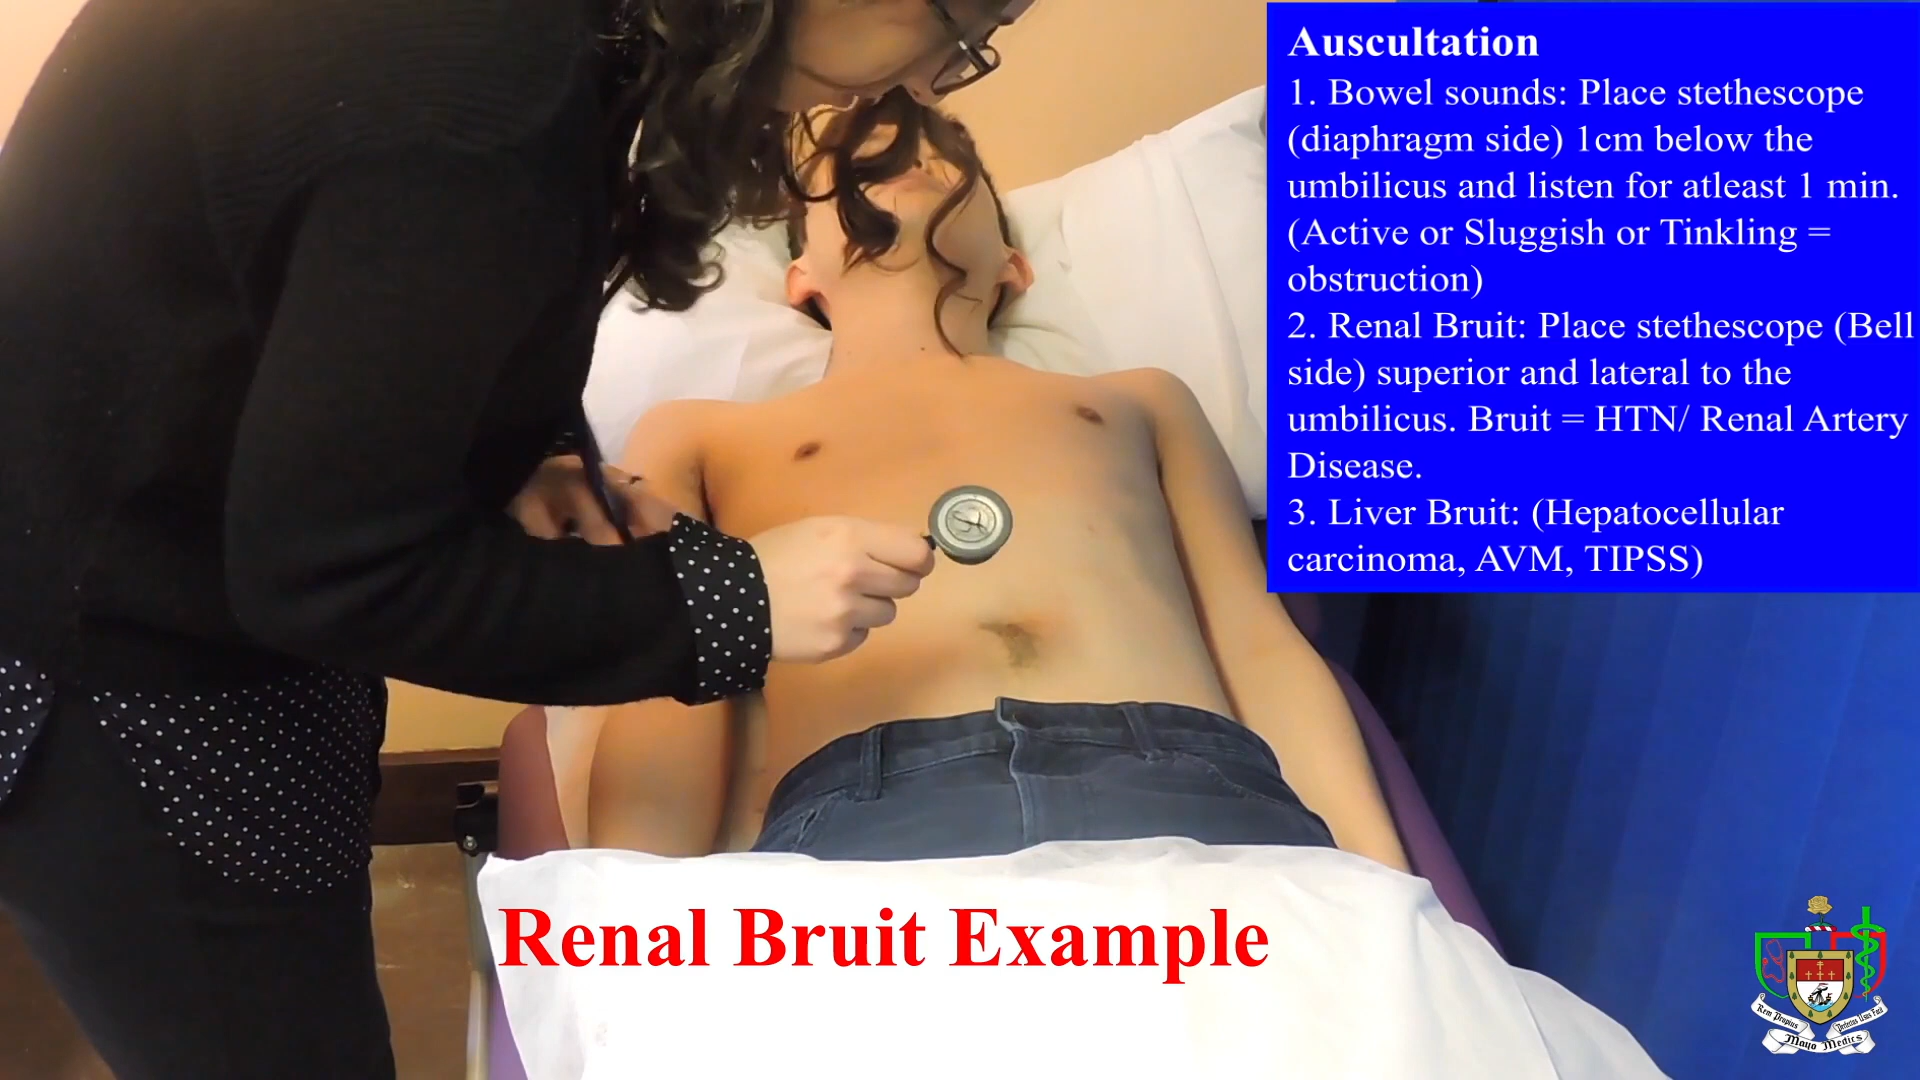 Auscultation
1. Bowel sounds: Place stethescope
(diaphragm side) 1cm below the
umbilicus and listen for atleast 1 min.
(Active or Sluggish or Tinkling =
obstruction)
2. Renal Bruit: Place stethescope (Bell
side) superior and lateral to the
umbilicus. Bruit = HTN/ Renal Artery
Disease.
3. Liver Bruit: (Hepatocellular
carcinoma, AVM, TIPSS)
Renal Bruit Example
Rem Propius
Mayo Medics